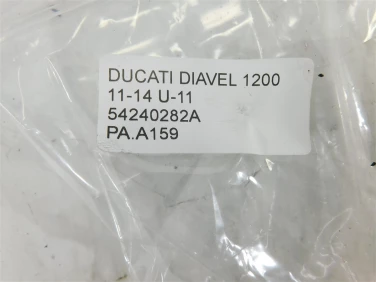 DUCATI DIAVEL 1200
11-14 U-11
54240282A
PA.A159